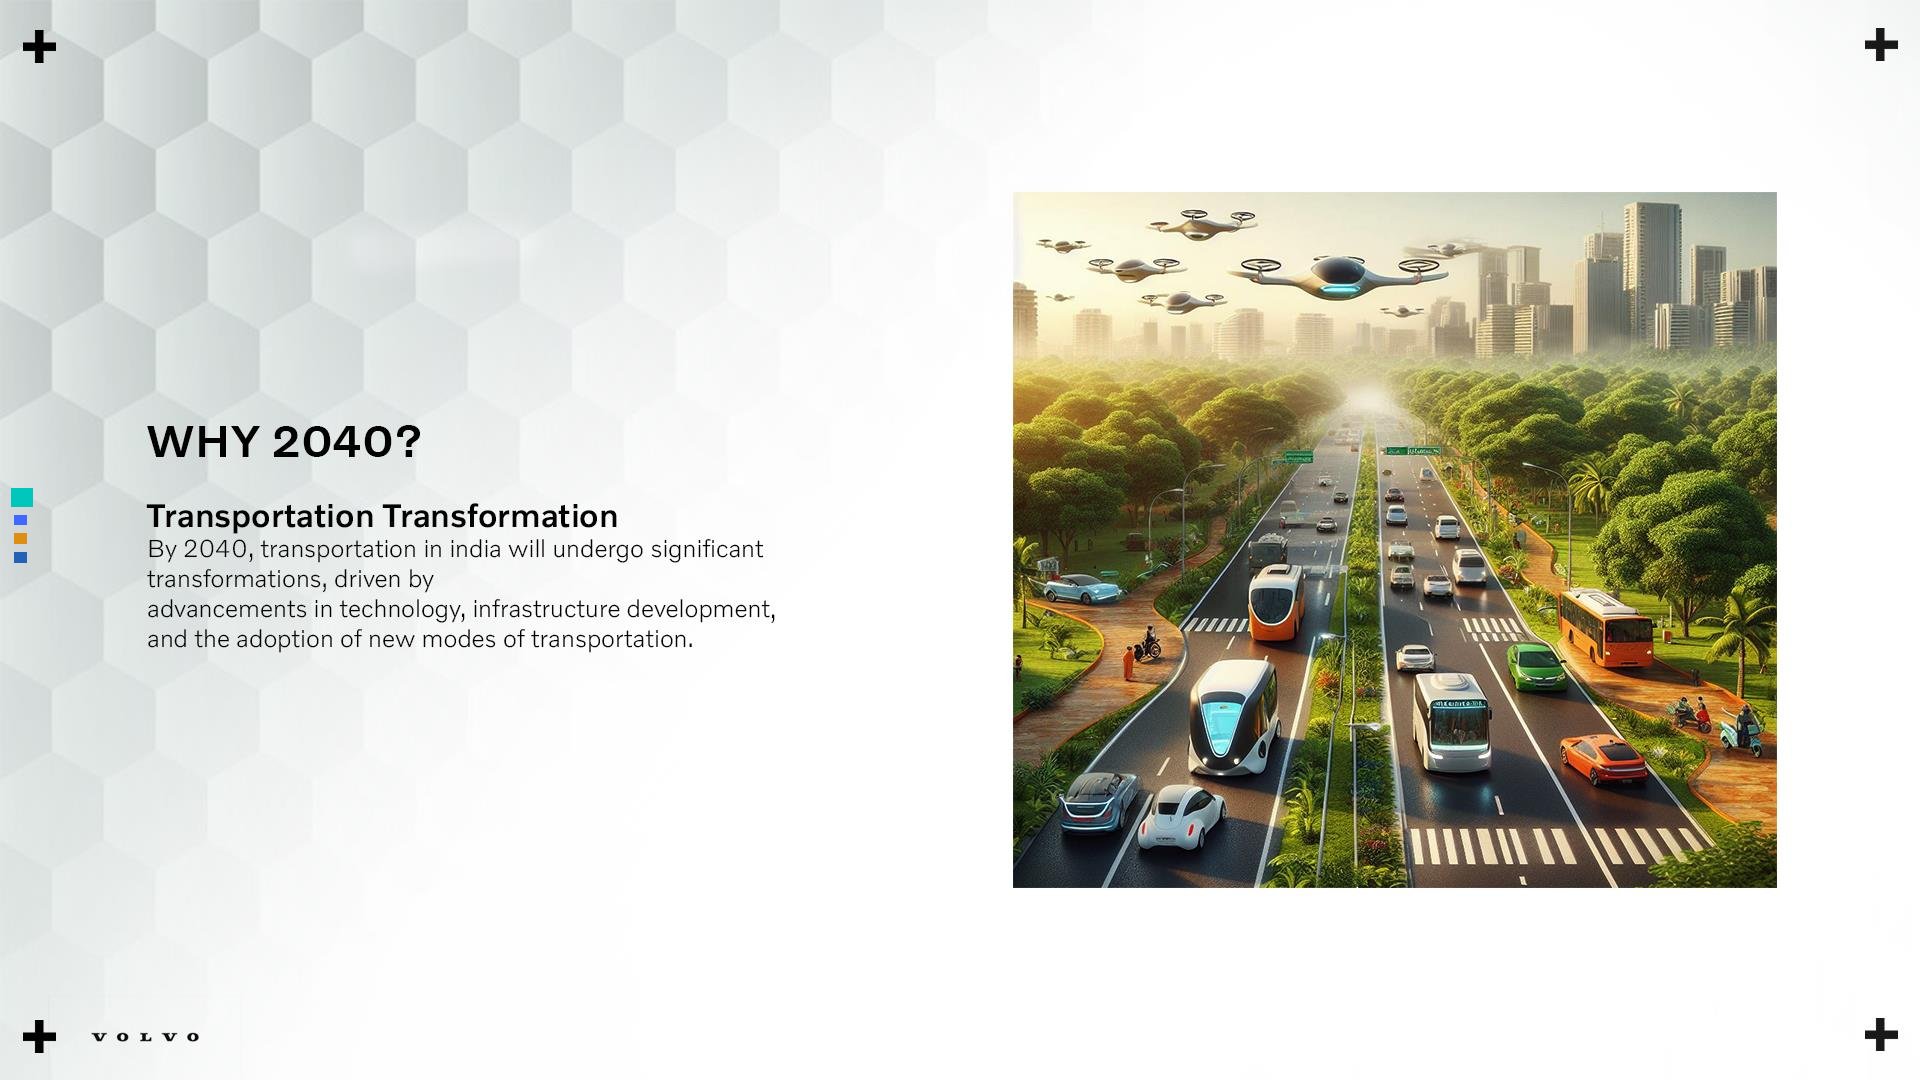 WHY 2040?
Transportation Transformation
By 2040, transportation in india will undergo significant
transformations, driven by
advancements in technology, infrastructure development,
and the adoption of new modes of transportation.
VOLVO